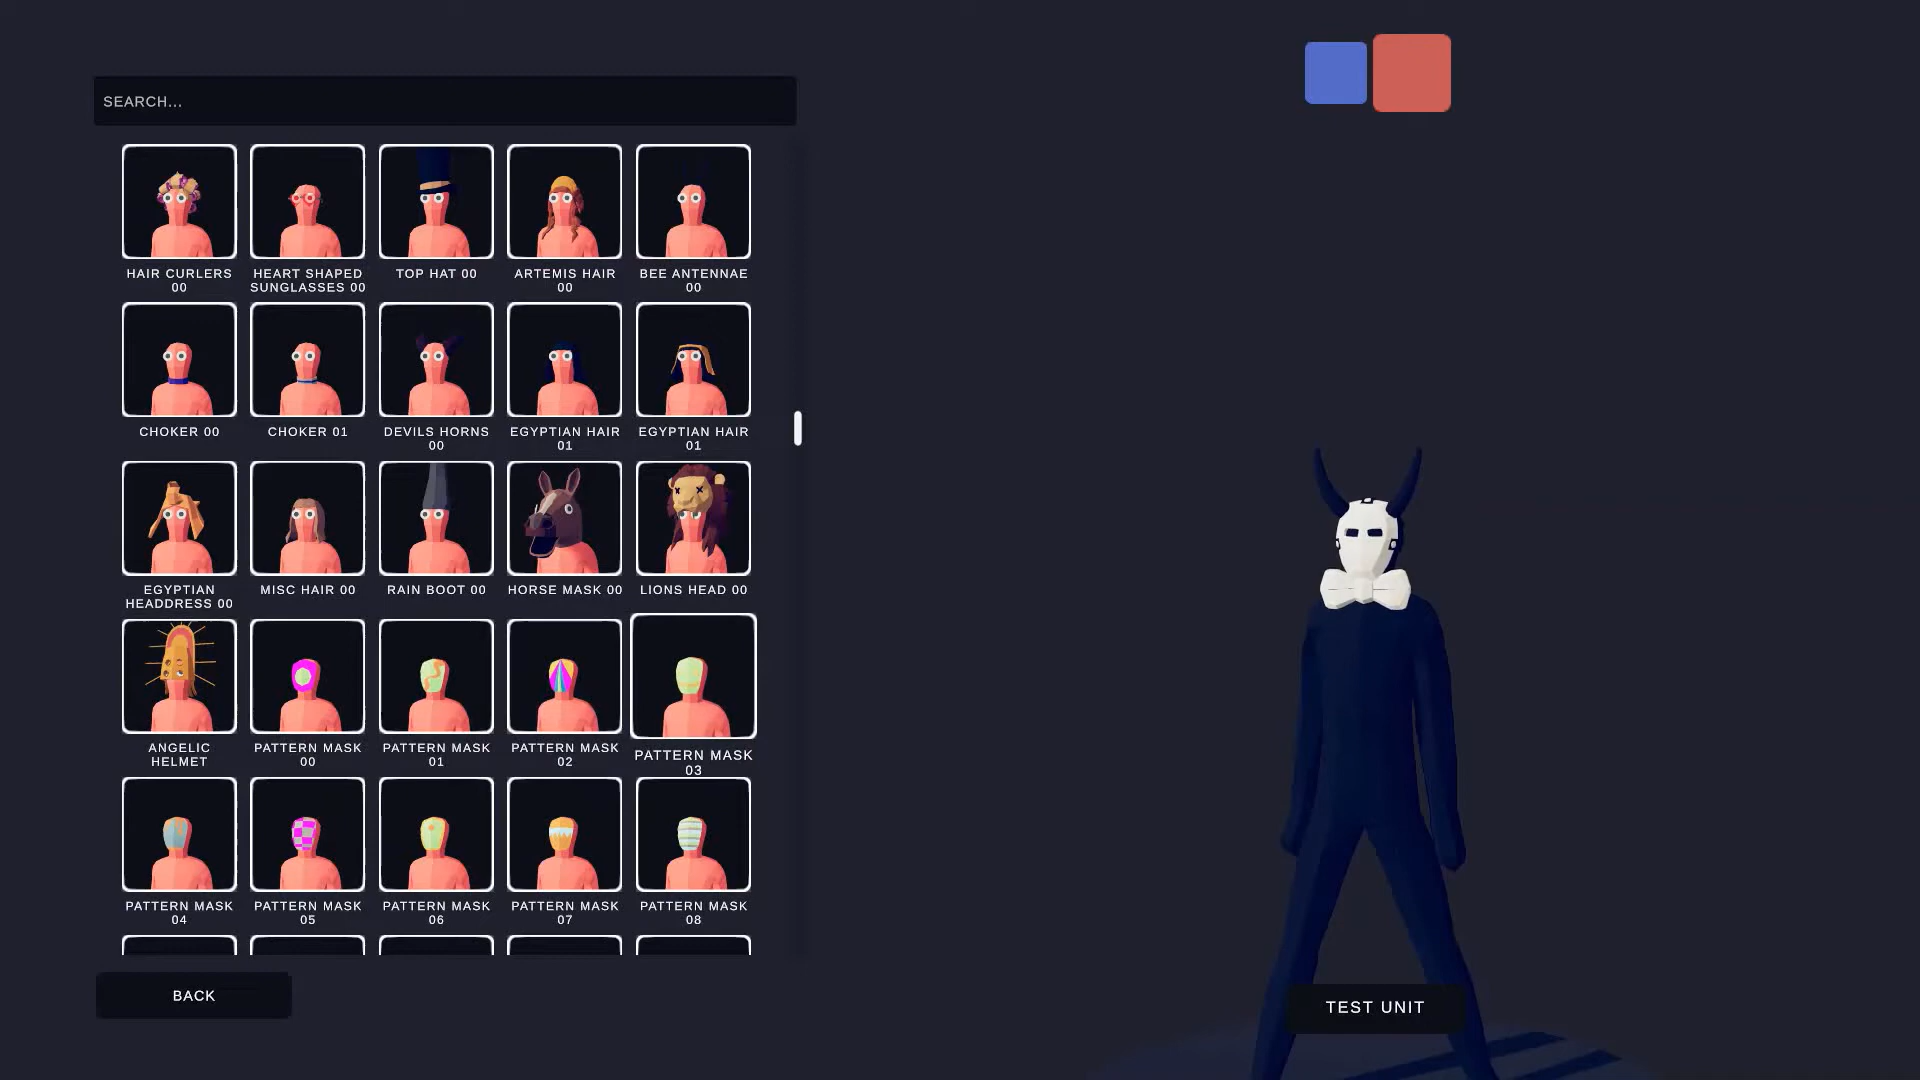 SEARCH...
HAIR CURLERS
00
HEART SHAPED
SUNGLASSES 00
TOP HAT 00
ARTEMIS HAIR
00
BEE ANTENNAE
00
CHOKER 00
CHOKER 01
DEVILS HORNS
00
EGYPTIAN HAIR
01
EGYPTIAN HAIR
01
EGYPTIAN
HEADDRESS 00
MISC HAIR 00
RAIN BOOT 00
HORSE MASK 00
LIONS HEAD 00
ANGELIC
HELMET
PATTERN MASK
00
PATTERN MASK
01
PATTERN MASK
02
PATTERN MASK
03
PATTERN MASK
04
PATTERN MASK
05
PATTERN MASK
06
PATTERN MASK
07
PATTERN MASK
08
BACK
TEST UNIT